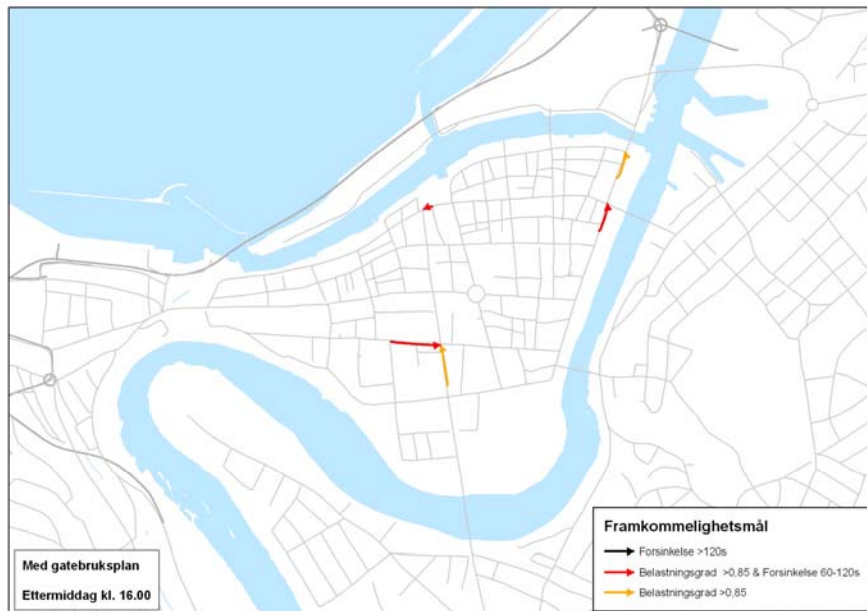 Framkommelighetsmål
Forsinkelse >120s
Belastningsgrad >0,85 & Forsinkelse 60-120s
Belastningsgrad >0,85
Med gatebruksplan
Ettermiddag kl. 16.00